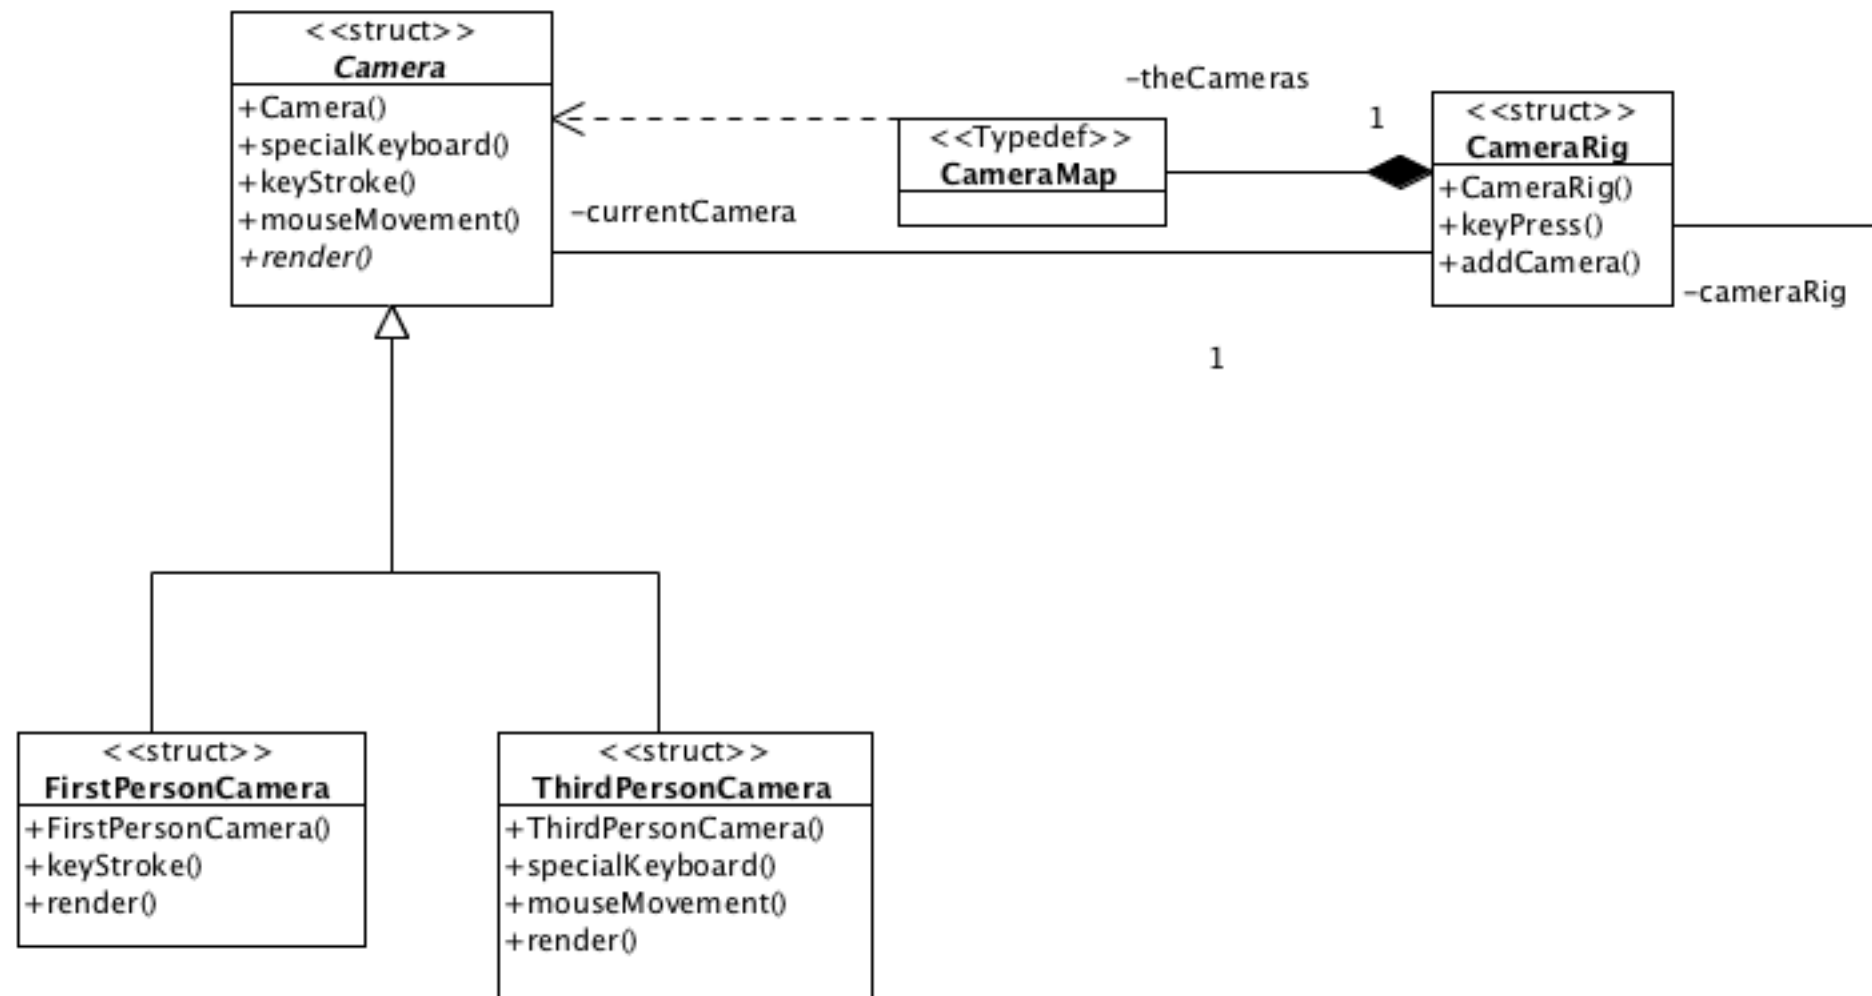 <<struct>>
Camera
+Camera()
+specialKeyboard()
+keyStroke()
+mouseMovement()
+render()
-theCameras
1
<<Typedef>>
CameraMap
-currentCamera
1
<<struct>>
CameraRig
+CameraRig()
+keyPress()
+addCamera()
-cameraRig
<<struct>>
FirstPersonCamera
+FirstPersonCamera()
+keyStroke()
+render()
<<struct>>
ThirdPersonCamera
+ThirdPersonCamera()
+specialKeyboard()
+mouseMovement()
+render()